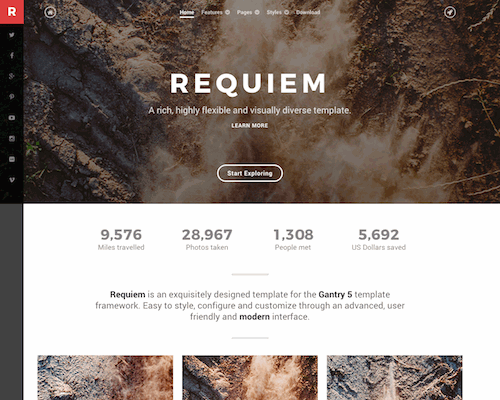 R
Home Features Pages Styles Download
REQUIEM
A rich, highly flexible and visually diverse template.
LEARN MORE
Start Exploring
9,576 28,967 1,308 5,692
Miles travelled Photos taken People met US Dollars saved
Requiem is an exquisitely designed template for the Gantry 5 template
framework. Easy to style, configure and customize through an advanced, user
friendly and modern interface.